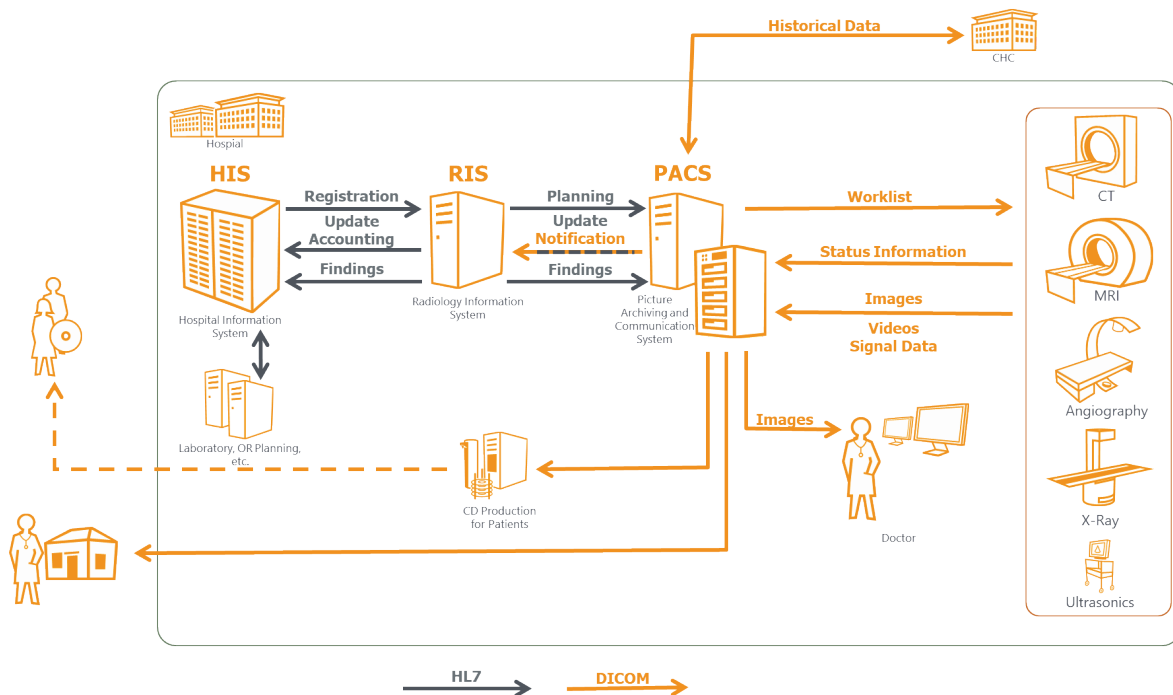 Historical Data
CHC
Hospial
HIS
RIS
PACS
Registration
Update
Accounting
Findings
Planning
Update
Notification
Findings
Worklist
Status Information
Images
Videos
Signal Data
CT
MRI
Angiography
X-Ray
Ultrasonics
Hospital Information
System
Radiology Information
System
Picture
Archiving and
Communication
System
Laboratory, OR Planning,
etc.
CD Production
for Patients
Images
Doctor
HL7
DICOM